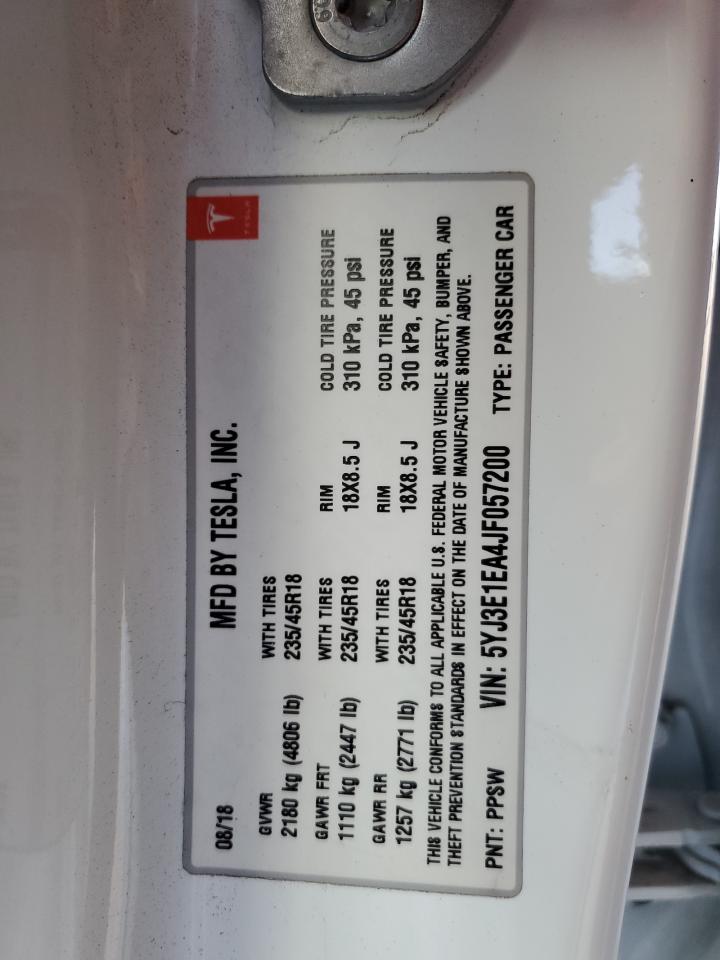 08/18 MFD BY TESLA, INC. TESLA
GVWR WITH TIRES
2180 kg (4806 lb) 235/45R18
GAWR FRT WITH TIRES RIM COLD TIRE PRESSURE
1110 kg (2447 lb) 235/45R18 18X8.5 J 310 kPa, 45 psi
GAWR RR WITH TIRES RIM COLD TIRE PRESSURE
1257 kg (2771 lb) 235/45R18 18X8.5 J 310 kPa, 45 psi
THIS VEHICLE CONFORMS TO ALL APPLICABLE U.S. FEDERAL MOTOR VEHICLE SAFETY, BUMPER, AND
THEFT PREVENTION STANDARDS IN EFFECT ON THE DATE OF MANUFACTURE SHOWN ABOVE.
PNT: PPSW VIN: 5YJ3E1EA4JF057200 TYPE: PASSENGER CAR